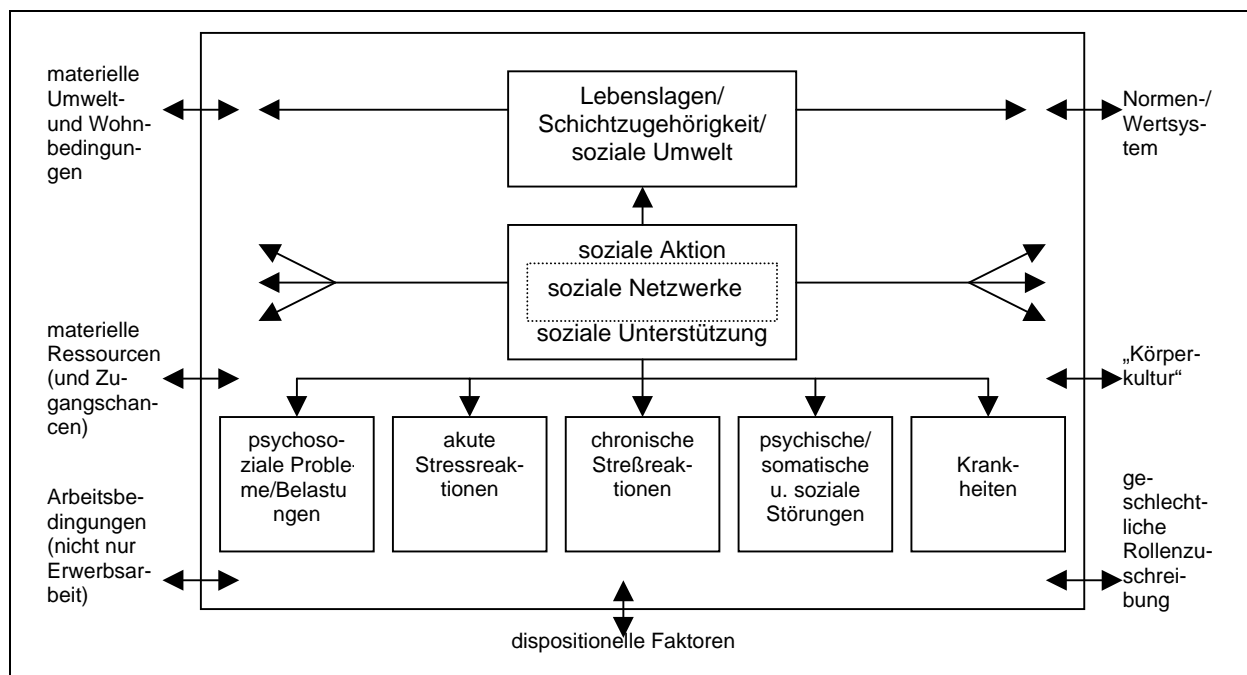 materielle
Umwelt-
und Wohn-
bedingun-
gen
Lebenslagen/
Schichtzugehörigkeit/
soziale Umwelt
Normen-/
Wertsys-
tem
soziale Aktion
soziale Netzwerke
soziale Unterstützung
materielle
Ressourcen
(und Zu-
gangschan-
cen)
„Körper-
kultur“
psychoso-
ziale Proble-
me/Belastu
ngen
akute
Stressreak-
tionen
chronische
Streßreak-
tionen
psychische/
somatische
u. soziale
Störungen
Krank-
heiten
Arbeitsbe-
dingungen
(nicht nur
Erwerbsar-
beit)
ge-
schlecht-
liche
Rollenzu-
schrei-
bung
dispositionelle Faktoren